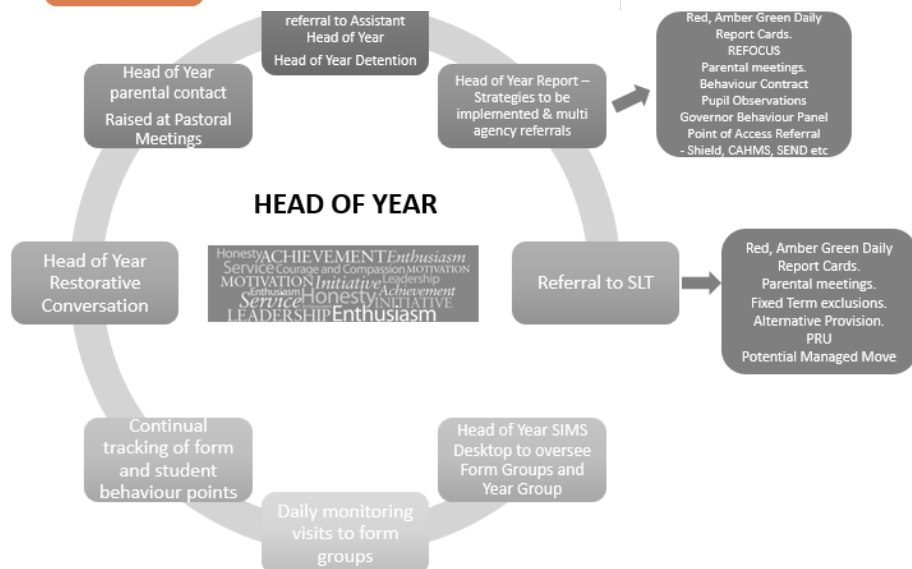 referral to Assistant
Head of Year
Head of Year Detention
Head of Year
parental contact
Raised at Pastoral
Meetings
Head of Year Report –
Strategies to be
implemented & multi
agency referrals
Red, Amber Green Daily
Report Cards.
REFOCUS
Parental meetings.
Behaviour Contract
Pupil Observations
Governor Behaviour Panel
Point of Access Referral
- Shield, CAHMS, SEND etc
HEAD OF YEAR
Honesty ACHIEVEMENT Enthusiasm
Service Courage and Compassion MOTIVATION
MOTIVATION Initiative Leadership
Enthusiasm Achievement
Service Honesty INITIATIVE
LEADERSHIP Enthusiasm
Head of Year
Restorative
Conversation
Referral to SLT
Red, Amber Green Daily
Report Cards.
Parental meetings.
Fixed Term exclusions.
Alternative Provision.
PRU
Potential Managed Move
Continual
tracking of form
and student
behaviour points
Head of Year SIMS
Desktop to oversee
Form Groups and
Year Group
Daily monitoring
visits to form
groups